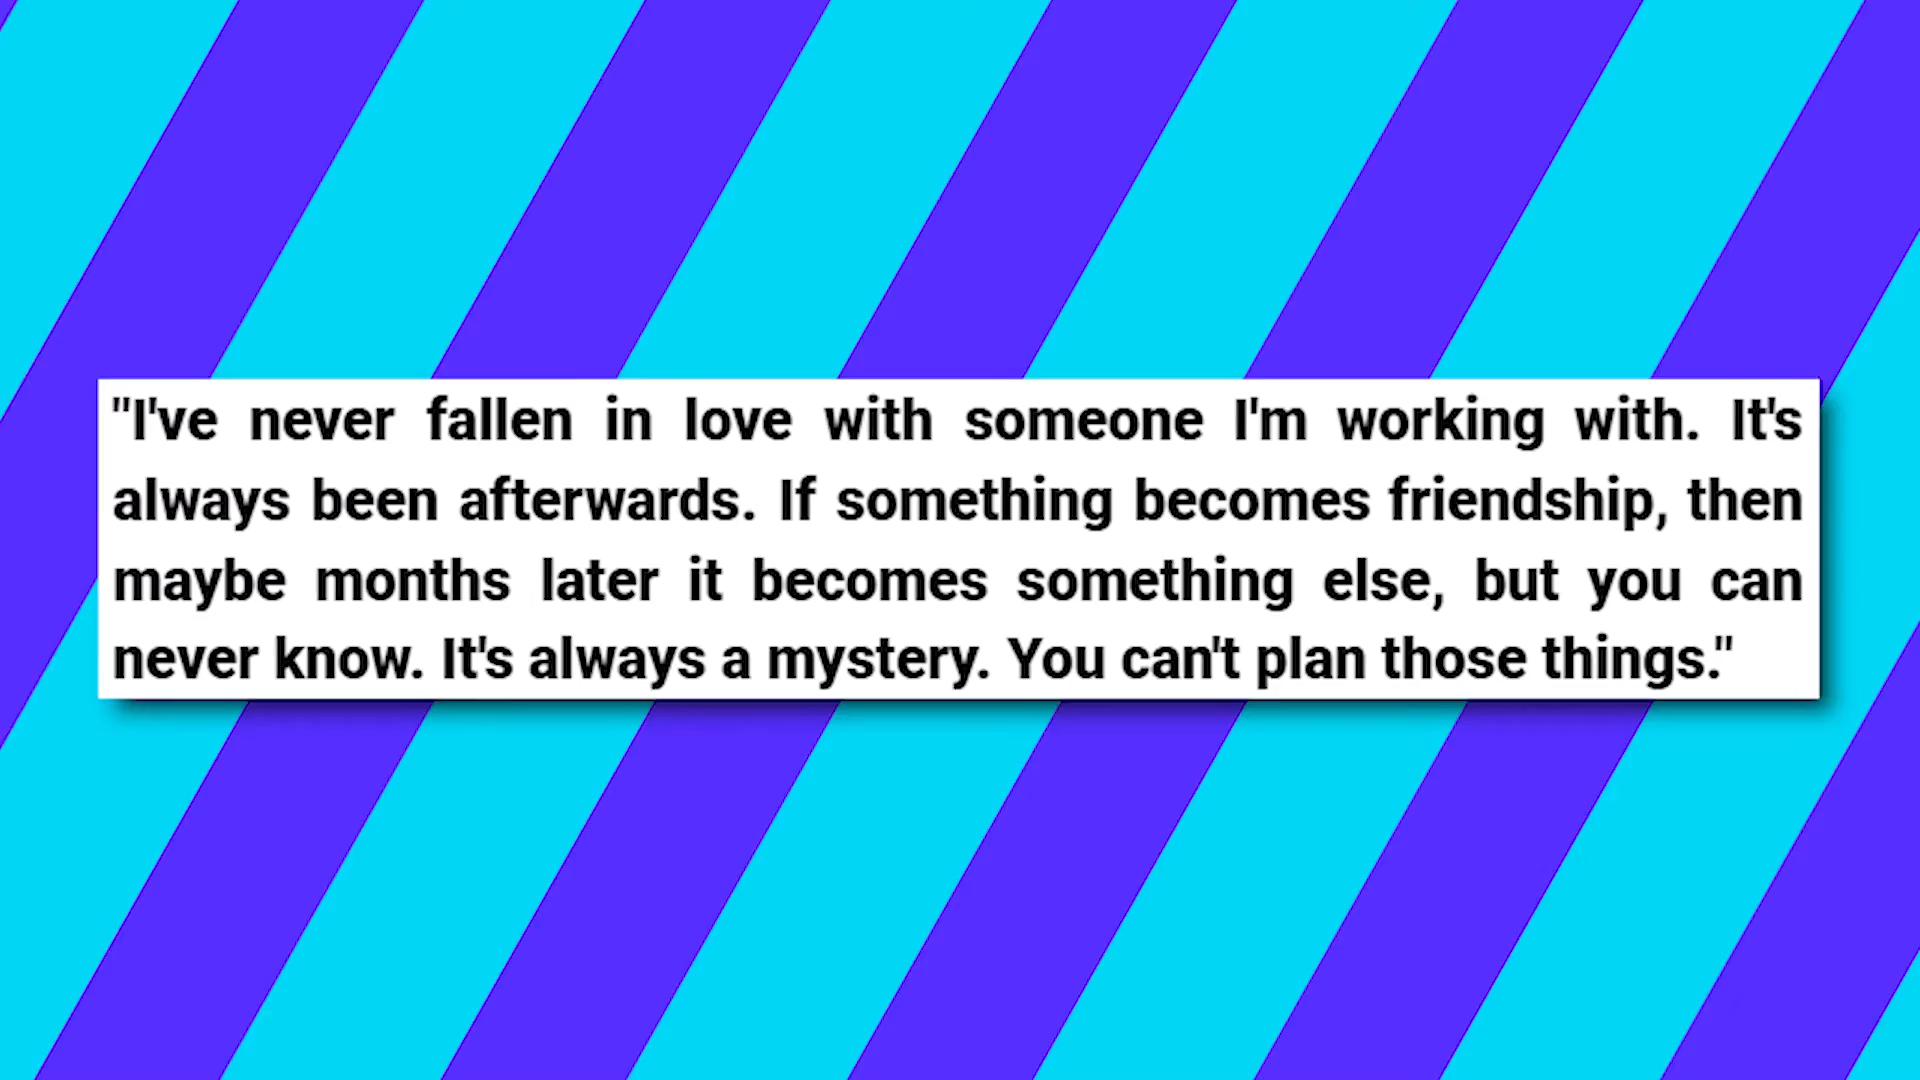 "I've never fallen in love with someone I'm working with. It's
always been afterwards. If something becomes friendship, then
maybe months later it becomes something else, but you can
never know. It's always a mystery. You can't plan those things."